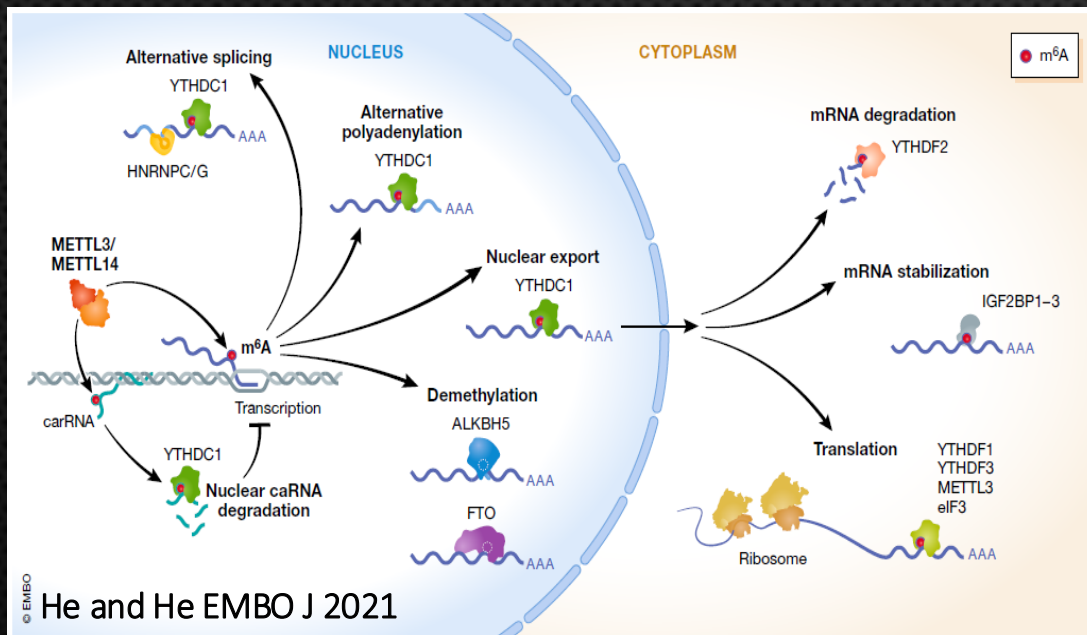 NUCLEUS
CYTOPLASM
m⁶A
Alternative splicing
YTHDC1
AAA
HNRNPC/G
Alternative
polyadenylation
YTHDC1
AAA
METTL3/
METTL14
m⁶A
Transcription
carRNA
YTHDC1
Nuclear caRNA
degradation
Nuclear export
YTHDC1
AAA
Demethylation
ALKBH5
AAA
FTO
AAA
mRNA degradation
YTHDF2
mRNA stabilization
IGF2BP1–3
AAA
Translation
YTHDF1
YTHDF3
METTL3
eIF3
Ribosome
AAA
© EMBO
He and He EMBO J 2021